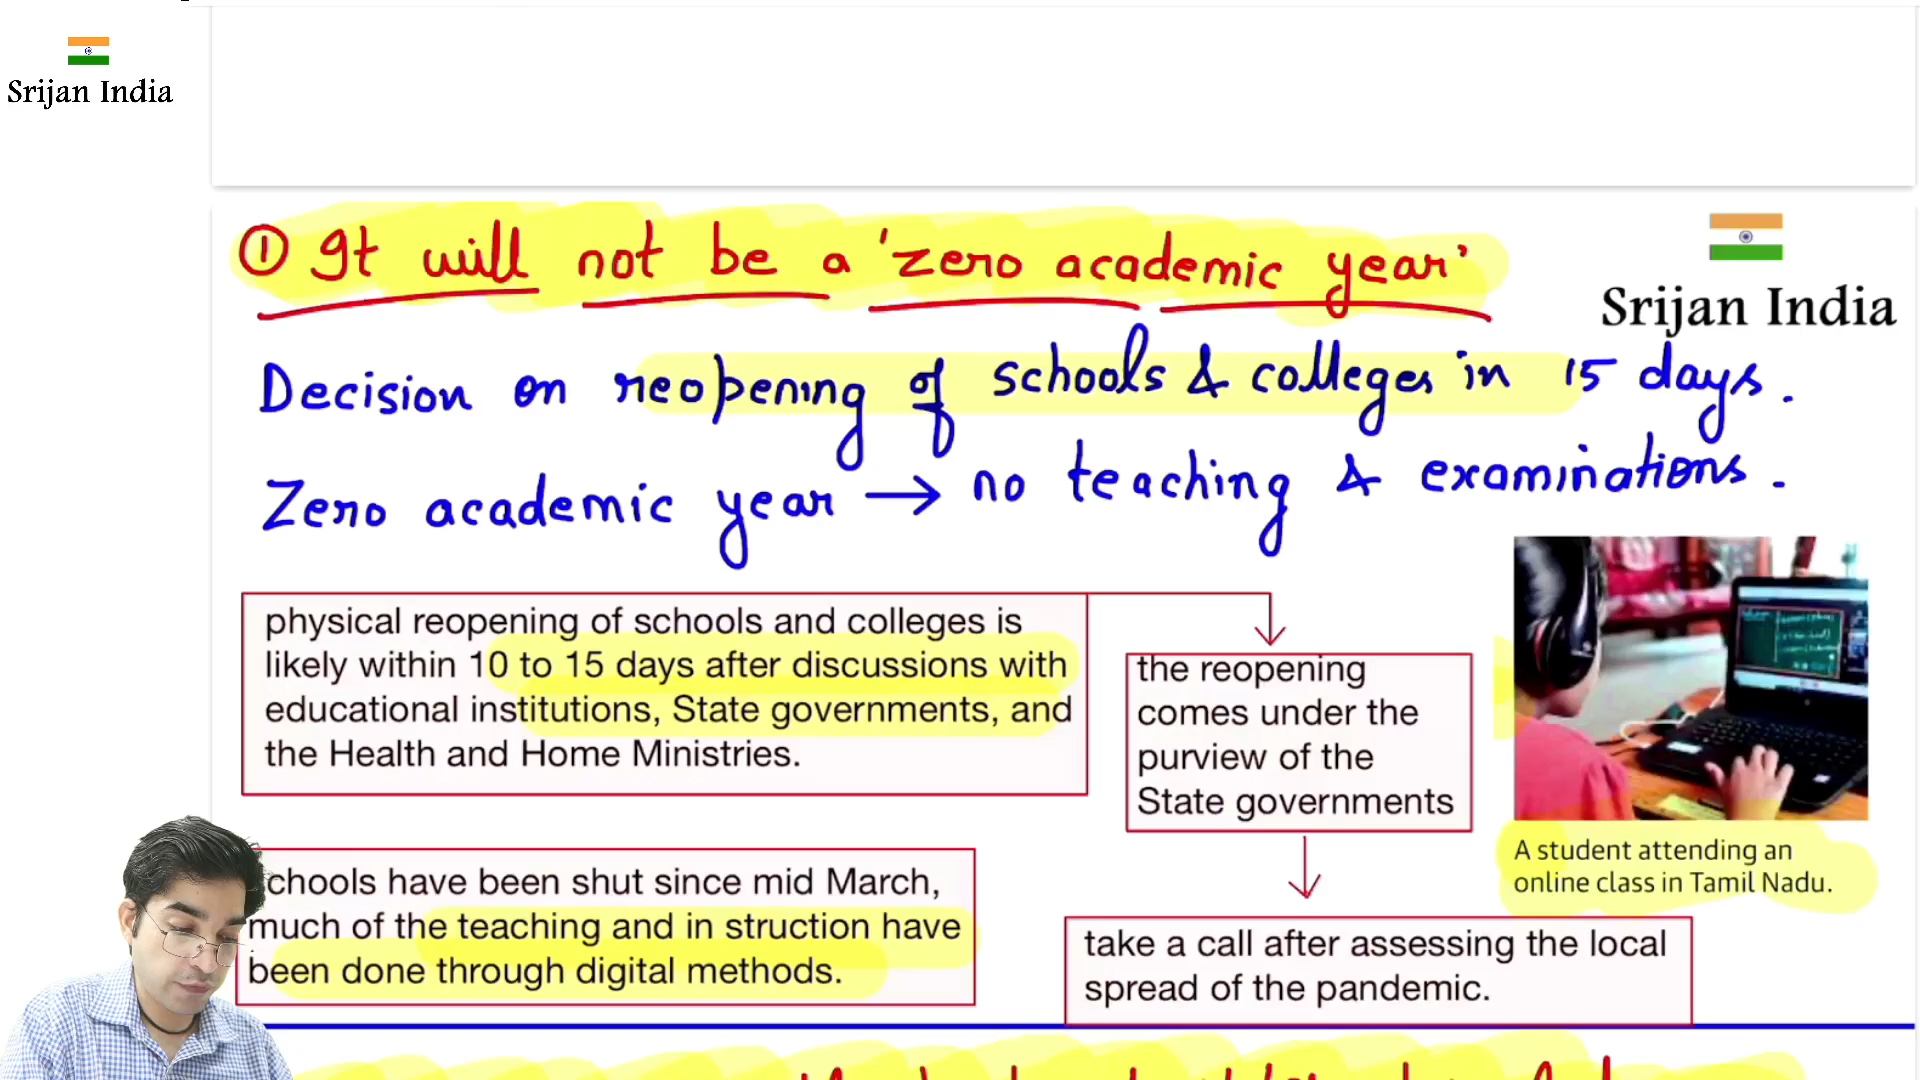 Srijan India
① It will not be a 'zero academic year'
Srijan India
Decision on reopening of schools & colleges in 15 days.
Zero academic year → no teaching & examinations.
physical reopening of schools and colleges is
likely within 10 to 15 days after discussions with
educational institutions, State governments, and
the Health and Home Ministries.
the reopening
comes under the
purview of the
State governments
A student attending an
online class in Tamil Nadu.
chools have been shut since mid March,
much of the teaching and in struction have
been done through digital methods.
take a call after assessing the local
spread of the pandemic.